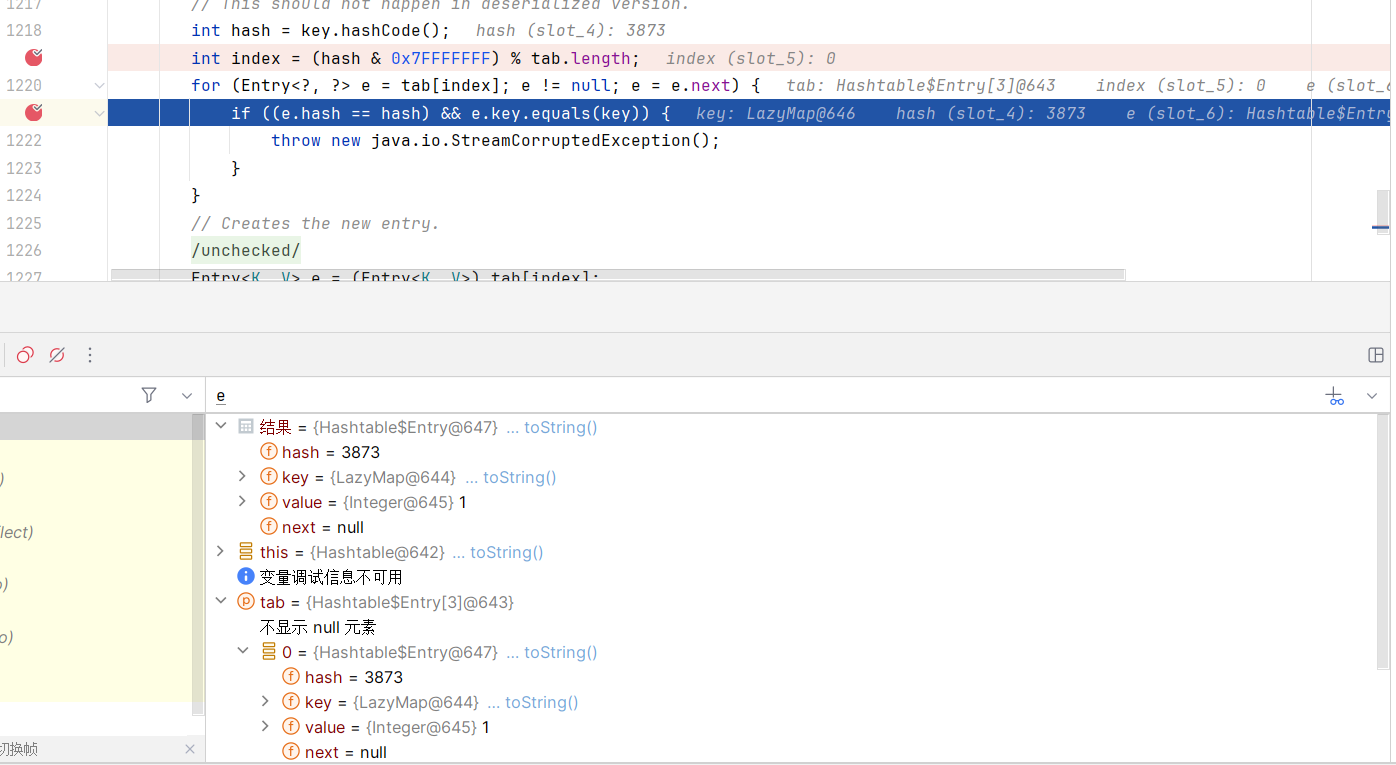 1217 // This should not happen in deserialized version.
1218 int hash = key.hashCode(); hash (slot_4): 3873
int index = (hash & 0x7FFFFFFF) % tab.length; index (slot_5): 0
1220 for (Entry<?, ?> e = tab[index]; e != null; e = e.next) { tab: Hashtable$Entry[3]@643 index (slot_5): 0 e (slot_6
if ((e.hash == hash) && e.key.equals(key)) { key: LazyMap@646 hash (slot_4): 3873 e (slot_6): Hashtable$Entry
1222 throw new java.io.StreamCorruptedException();
1223 }
1224 }
1225 // Creates the new entry.
1226 /unchecked/
1227 Entry<K, V> e = (Entry<K, V>) tab[index];
e
结果 = {Hashtable$Entry@647} ... toString()
hash = 3873
key = {LazyMap@644} ... toString()
)
value = {Integer@645} 1
next = null
lect)
this = {Hashtable@642} ... toString()
变量调试信息不可用
)
tab = {Hashtable$Entry[3]@643}
不显示 null 元素
o)
0 = {Hashtable$Entry@647} ... toString()
hash = 3873
key = {LazyMap@644} ... toString()
value = {Integer@645} 1
next = null
切换帧